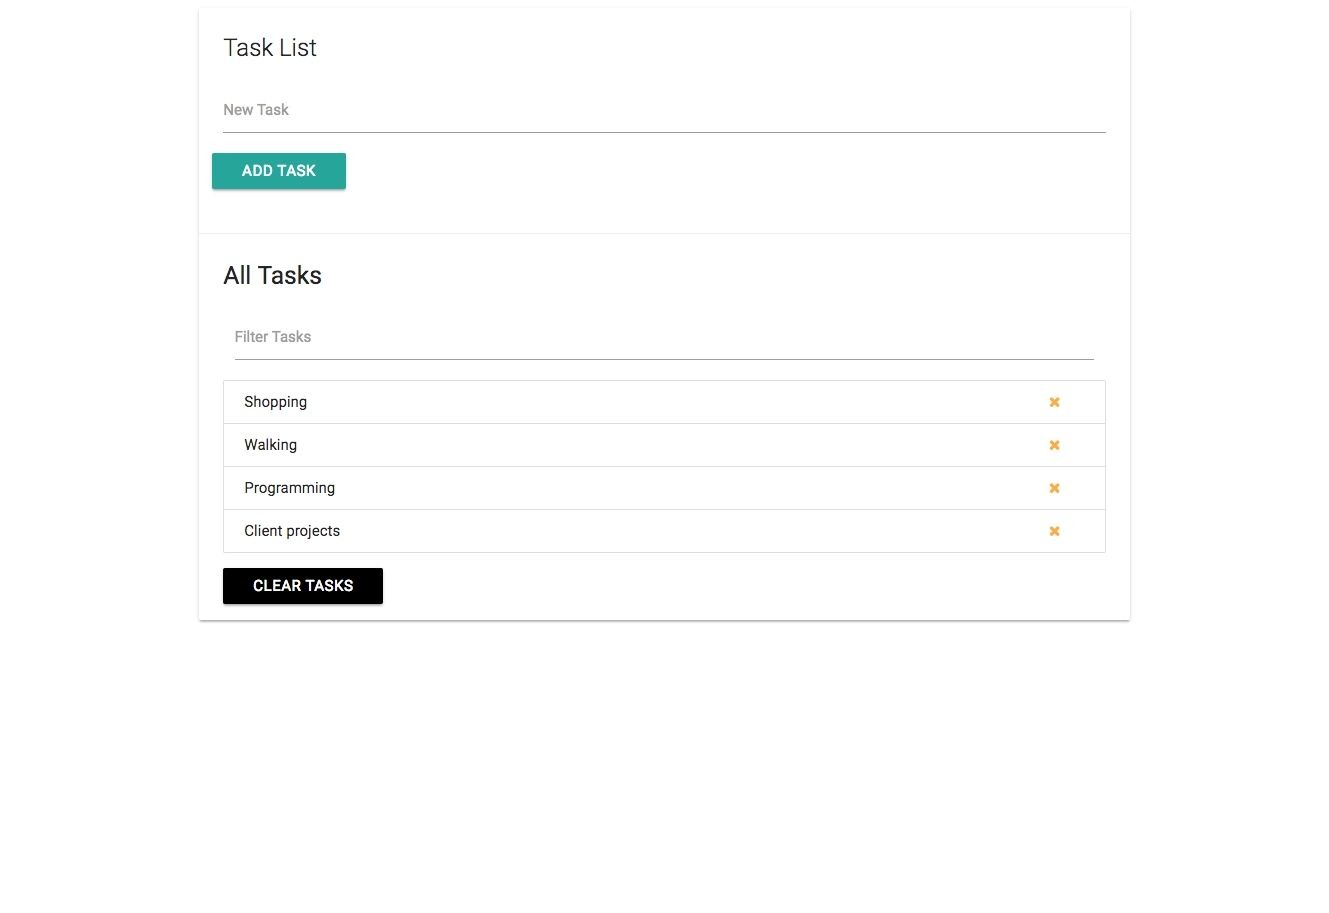 Task List
New Task
ADD TASK
All Tasks
Filter Tasks
Shopping
Walking
Programming
Client projects
CLEAR TASKS